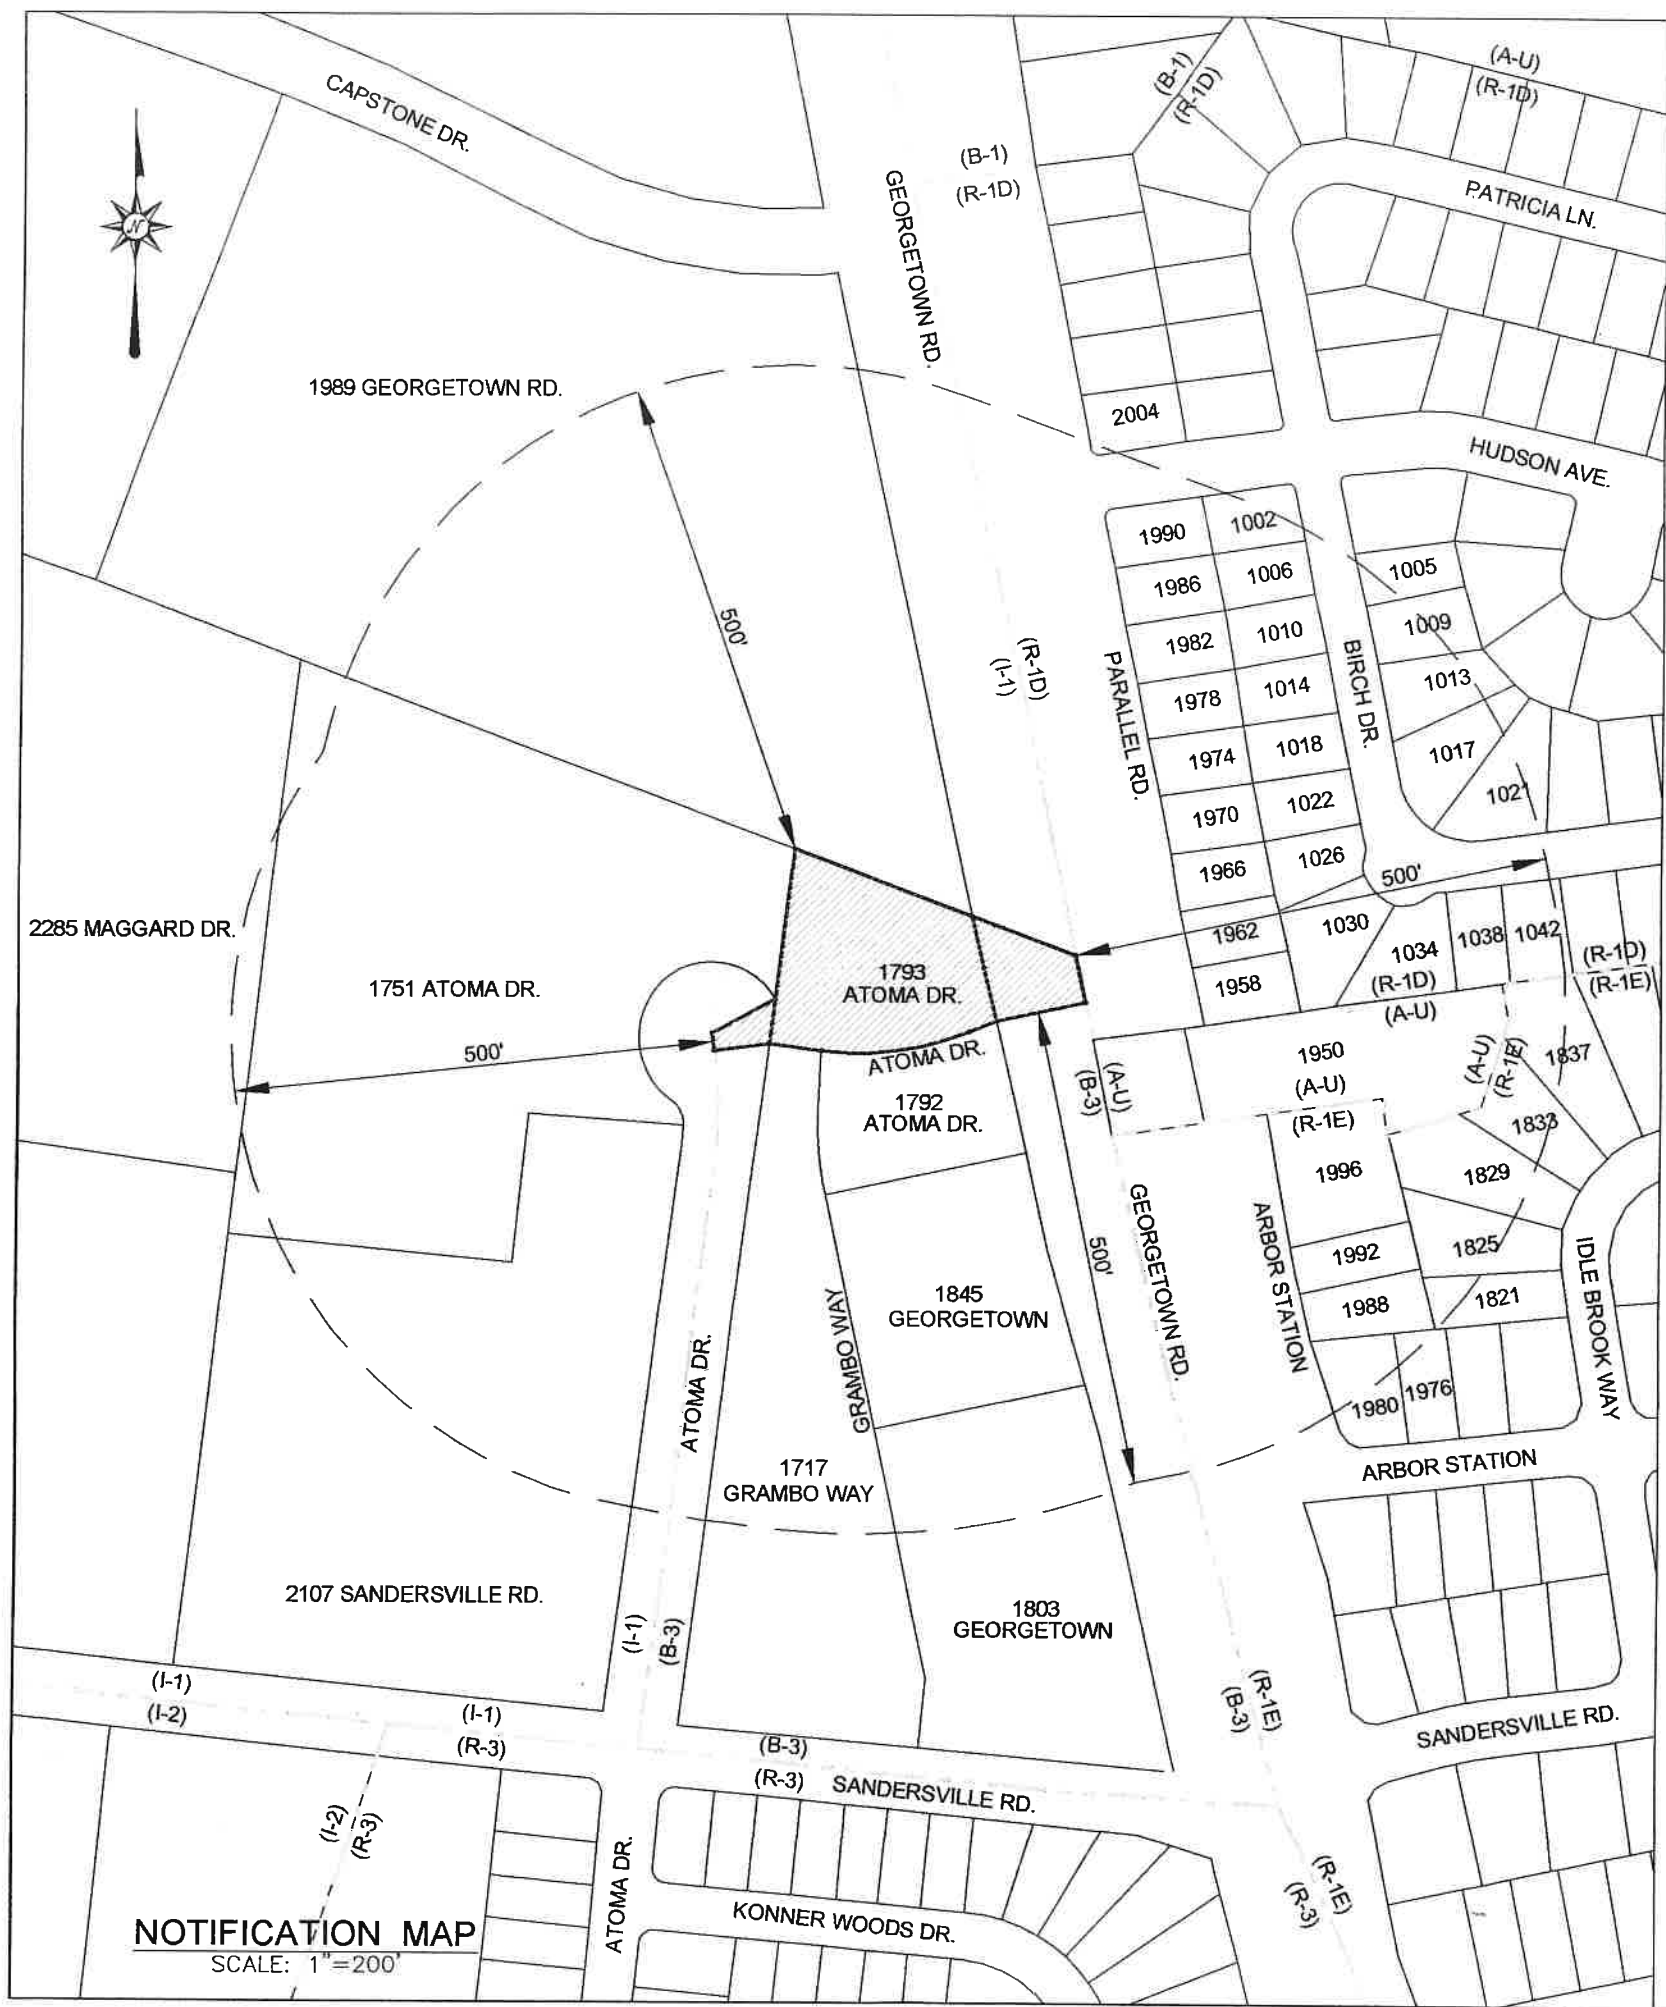 CAPSTONE DR.
(B-1)
(R-1D)
(A-U)
(R-1D)
(B-1)
(R-1D)
GEORGETOWN RD.
PATRICIA LN.
N
1989 GEORGETOWN RD.
2004
HUDSON AVE.
1990
1002
1986
1006
1982
1010
1978
1014
1974
1018
1970
1022
1966
1026
1962
1958
1005
1009
1013
1017
1021
500'
(R-1D)
(I-1)
PARALLEL RD.
BIRCH DR.
500'
1030
1034
1038
1042
(R-1D)
(A-U)
(R-1D)
(R-1E)
2285 MAGGARD DR.
1751 ATOMA DR.
1793
ATOMA DR.
500'
ATOMA DR.
1792
ATOMA DR.
(A-U)
(B-3)
1950
(A-U)
(R-1E)
(A-U)
(R-1E)
1837
1833
1829
1825
1821
1996
1992
1988
1980
1976
500'
GEORGETOWN RD.
ARBOR STATION
IDLE BROOK WAY
ARBOR STATION
1845
GEORGETOWN
GRAMBO WAY
ATOMA DR.
1717
GRAMBO WAY
2107 SANDERSVILLE RD.
1803
GEORGETOWN
(I-1)
(B-3)
(R-1E)
(B-3)
(I-1)
(I-2)
(I-1)
(R-3)
(B-3)
(R-3)
SANDERSVILLE RD.
SANDERSVILLE RD.
(I-2)
(R-3)
ATOMA DR.
KONNER WOODS DR.
(R-1E)
(R-3)
NOTIFICATION MAP
SCALE: 1"=200'